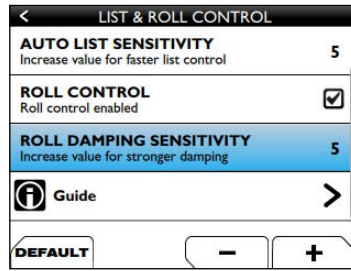 < LIST & ROLL CONTROL
AUTO LIST SENSITIVITY
Increase value for faster list control
5
ROLL CONTROL
Roll control enabled
ROLL DAMPING SENSITIVITY
Increase value for stronger damping
5
i Guide >
DEFAULT - +